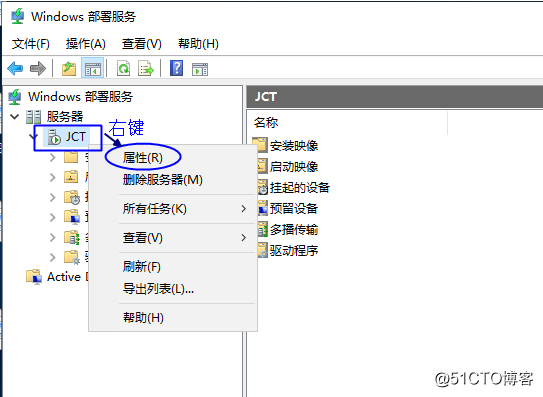 Windows 部署服务
文件(F) 操作(A) 查看(V) 帮助(H)
Windows 部署服务
服务器
JCT
右键
Active D
属性(R)
删除服务器(M)
所有任务(K)
查看(V)
刷新(F)
导出列表(L)...
帮助(H)
JCT
名称
安装映像
启动映像
挂起的设备
预留设备
多播传输
驱动程序
@51CTO博客